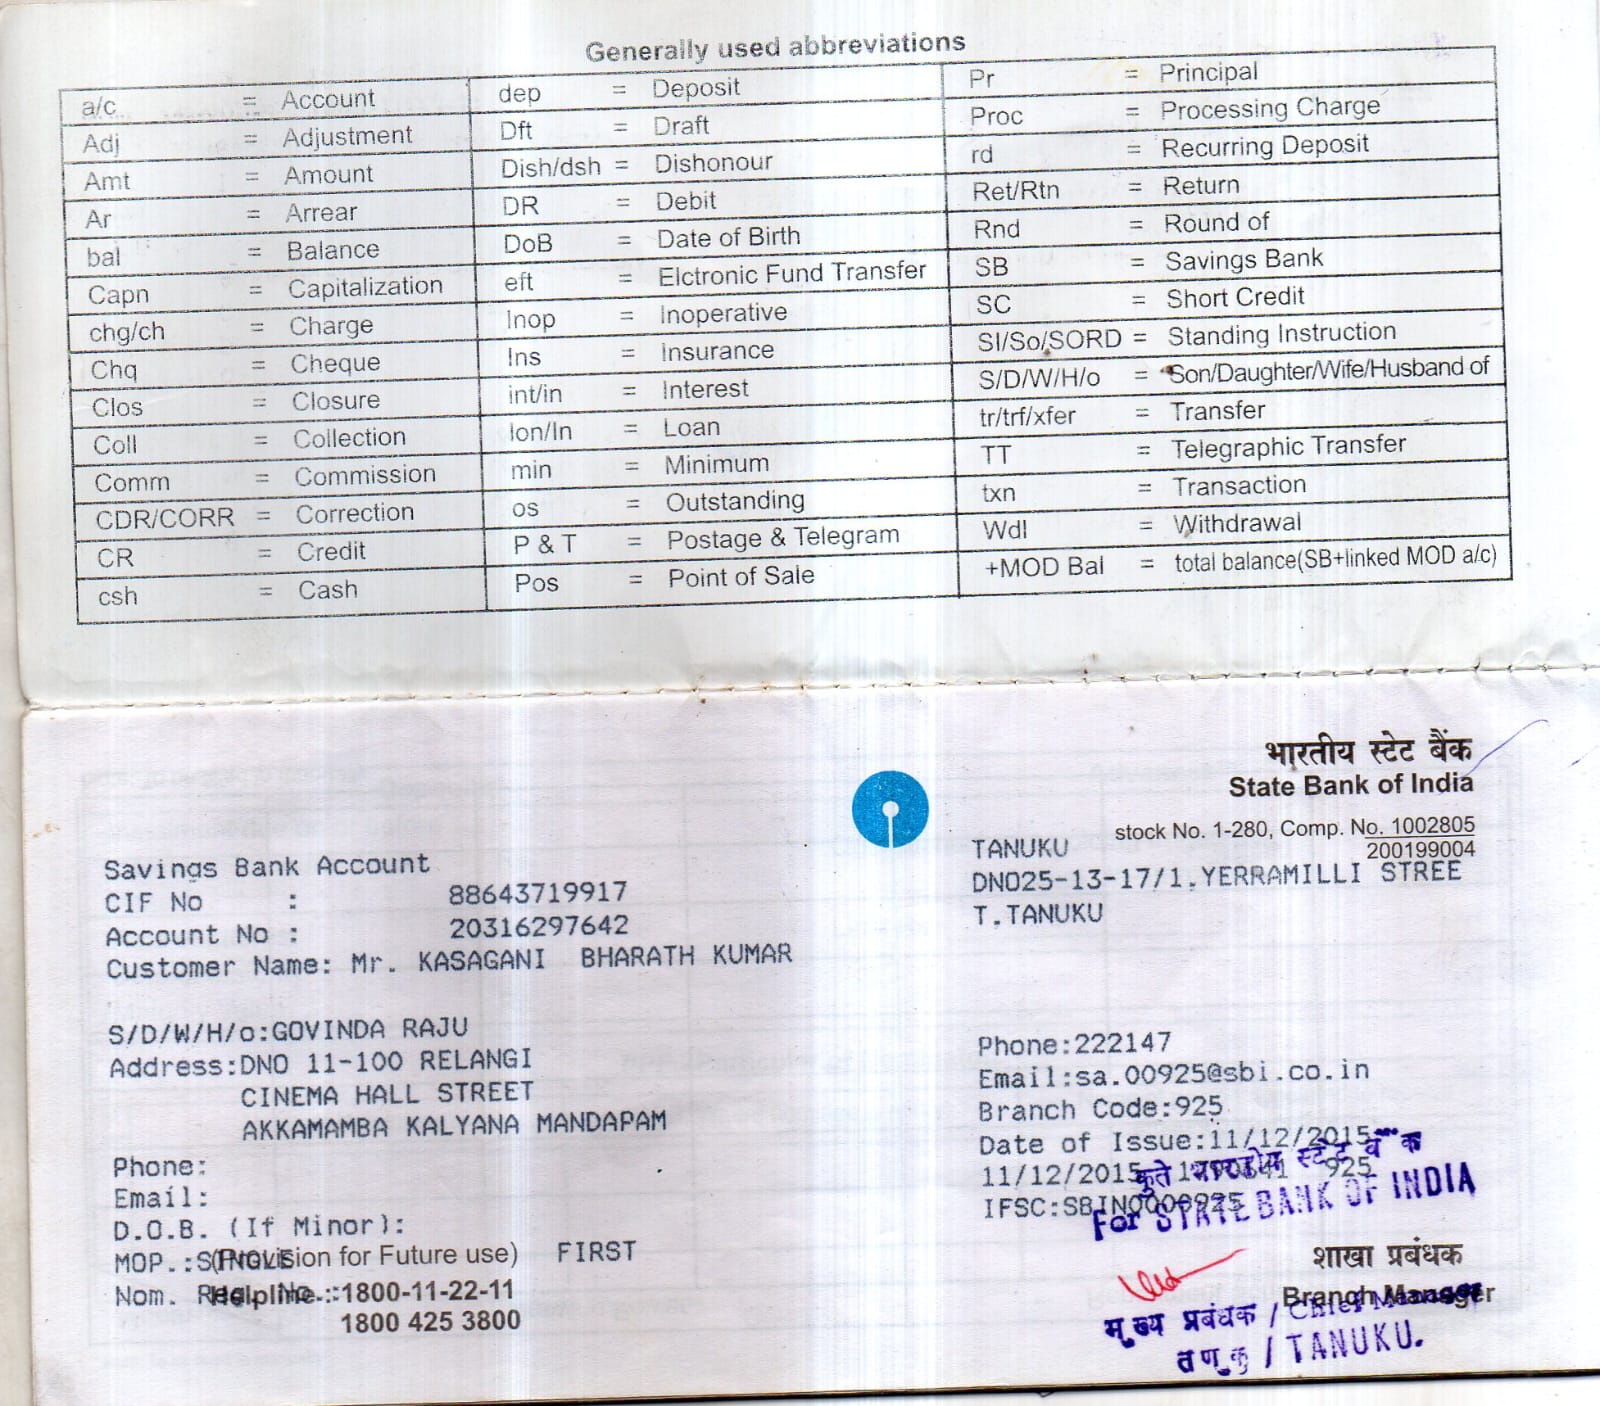 Generally used abbreviations
a/c = Account
Adj = Adjustment
Amt = Amount
Ar = Arrear
bal = Balance
Capn = Capitalization
chg/ch = Charge
Chq = Cheque
Clos = Closure
Coll = Collection
Comm = Commission
CDR/CORR = Correction
CR = Credit
csh = Cash
dep = Deposit
Dft = Draft
Dish/dsh = Dishonour
DR = Debit
DoB = Date of Birth
eft = Elctronic Fund Transfer
Inop = Inoperative
Ins = Insurance
int/in = Interest
lon/ln = Loan
min = Minimum
os = Outstanding
P & T = Postage & Telegram
Pos = Point of Sale
Pr = Principal
Proc = Processing Charge
rd = Recurring Deposit
Ret/Rtn = Return
Rnd = Round of
SB = Savings Bank
SC = Short Credit
SI/So/SORD = Standing Instruction
S/D/W/H/o = Son/Daughter/Wife/Husband of
tr/trf/xfer = Transfer
TT = Telegraphic Transfer
txn = Transaction
Wdl = Withdrawal
+MOD Bal = total balance(SB+linked MOD a/c)
भारतीय स्टेट बैंक
State Bank of India
stock No. 1-280, Comp. No. 1002805
200199004
Savings Bank Account
CIF No : 88643719917
Account No : 20316297642
Customer Name: Mr. KASAGANI BHARATH KUMAR
S/D/W/H/o:GOVINDA RAJU
Address:DNO 11-100 RELANGI
CINEMA HALL STREET
AKKAMAMBA KALYANA MANDAPAM
Phone:
Email:
D.O.B. (If Minor):
MOP.:SINGLE FIRST
(Provision for Future use)
Nom. Reg. No.:
Helpline :1800-11-22-11
1800 425 3800
TANUKU
DNO25-13-17/1,YERRAMILLI STREE
T.TANUKU
Phone:222147
Email:sa.00925@sbi.co.in
Branch Code:925
Date of Issue:11/12/2015
11/12/2015 925
IFSC:SBIN0000925
कृते भारतीय स्टेट बैंक
For STATE BANK OF INDIA
शाखा प्रबंधक
Branch Manager
मुख्य प्रबंधक / Chief Manager
तणुकु / TANUKU.